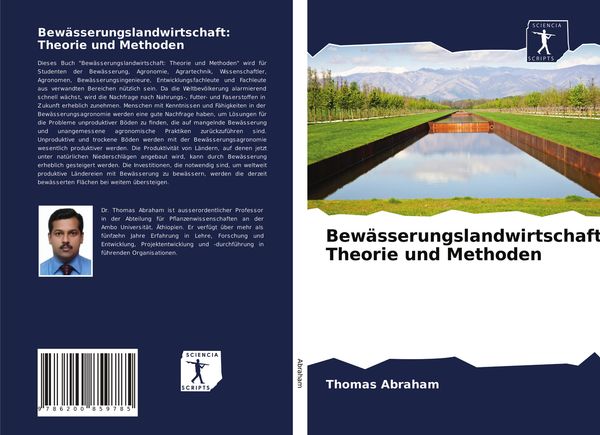 Bewässerungslandwirtschaft:
Theorie und Methoden
Dieses Buch "Bewässerungslandwirtschaft: Theorie und Methoden" wird für
Studenten der Bewässerung, Agronomie, Agrartechnik, Wissenschaftler,
Agronomen, Bewässerungsingenieure, Entwicklungsfachleute und Fachleute
aus verwandten Bereichen nützlich sein. Da die Weltbevölkerung alarmierend
schnell wächst, wird die Nachfrage nach Nahrungs-, Futter- und Faserstoffen in
Zukunft erheblich zunehmen. Menschen mit Kenntnissen und Fähigkeiten in der
Bewässerungsagronomie werden eine gute Nachfrage haben, um Lösungen für
die Probleme unproduktiver Böden zu finden, die auf mangelnde Bewässerung
und unangemessene agronomische Praktiken zurückzuführen sind.
Unproduktive und trockene Böden werden mit der Bewässerungsagronomie
wesentlich produktiver werden. Die Produktivität von Ländern, auf denen jetzt
unter natürlichen Niederschlägen angebaut wird, kann durch Bewässerung
erheblich gesteigert werden. Die Investitionen, die notwendig sind, um weltweit
produktive Ländereien mit Bewässerung zu bewässern, werden die derzeit
bewässerten Flächen bei weitem übersteigen.
Dr. Thomas Abraham ist ausserordentlicher Professor
in der Abteilung für Pflanzenwissenschaften an der
Ambo Universität, Äthiopien. Er verfügt über mehr als
fünfzehn Jahre Erfahrung in Lehre, Forschung und
Entwicklung, Projektentwicklung und -durchführung in
führenden Organisationen.
9 786200 859785
SCIENCIA
SCRIPTS
Abraham
SCIENCIA
SCRIPTS
Bewässerungslandwirtschaft
Theorie und Methoden
Thomas Abraham